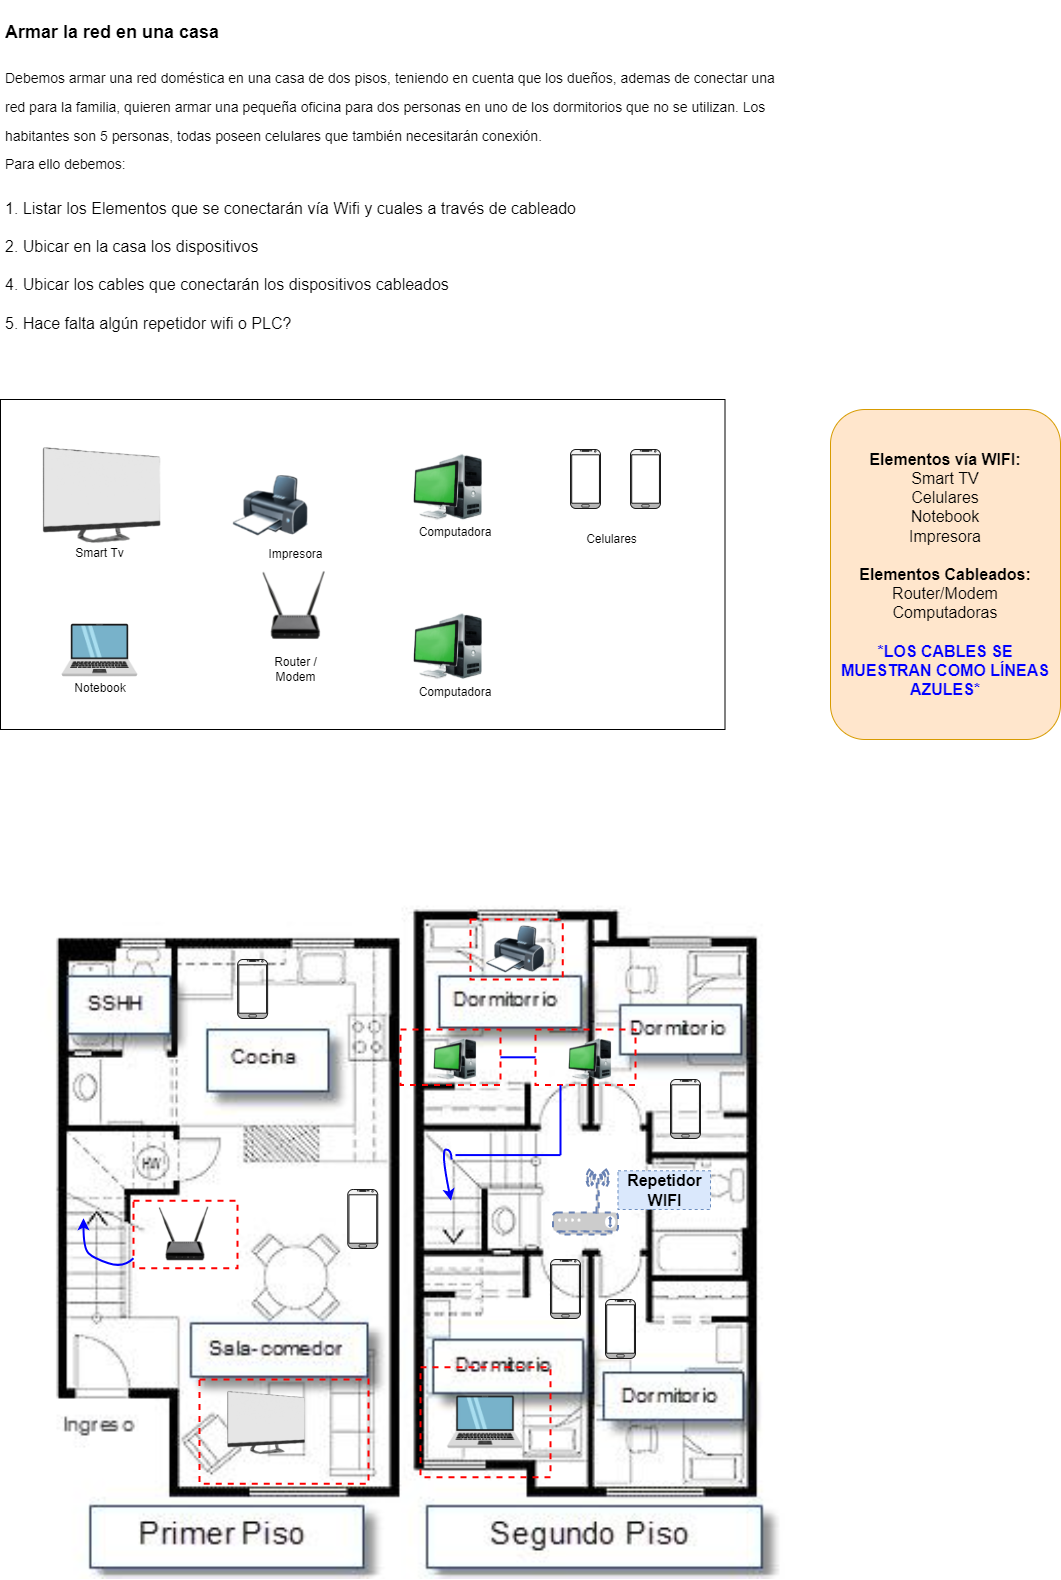 Armar la red en una casa
Debemos armar una red doméstica en una casa de dos pisos, teniendo en cuenta que los dueños, ademas de conectar una
red para la familia, quieren armar una pequeña oficina para dos personas en uno de los dormitorios que no se utilizan. Los
habitantes son 5 personas, todas poseen celulares que también necesitarán conexión.
Para ello debemos:
1. Listar los Elementos que se conectarán vía Wifi y cuales a través de cableado
2. Ubicar en la casa los dispositivos
4. Ubicar los cables que conectarán los dispositivos cableados
5. Hace falta algún repetidor wifi o PLC?
Smart Tv
Impresora
Computadora
Celulares
Notebook
Router /
Modem
Computadora
Elementos vía WIFI:
Smart TV
Celulares
Notebook
Impresora
Elementos Cableados:
Router/Modem
Computadoras
*LOS CABLES SE
MUESTRAN COMO LÍNEAS
AZULES*
SSHH
Cocina
HW
Sala-comedor
Ingreso
Primer Piso
Dormitorrio
Dormitorio
Repetidor
WIFI
Dormitorio
Dormitorio
Segundo Piso